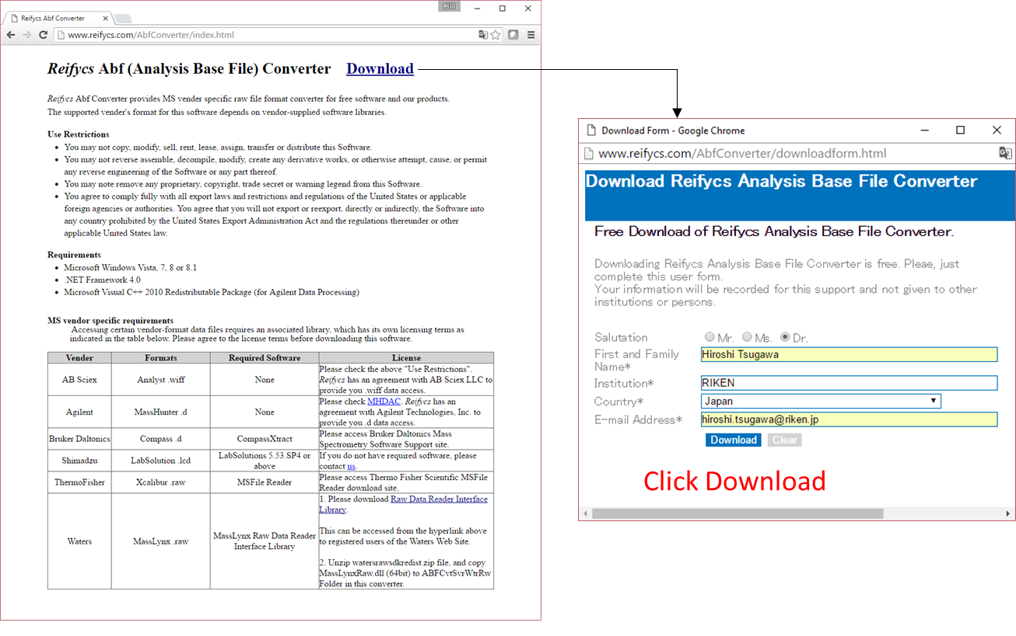 Reifycs Abf Converter
www.reifycs.com/AbfConverter/index.html
Reifycs Abf (Analysis Base File) Converter Download
Reifycs Abf Converter provides MS vendor specific raw file format converter for free software and our products.
The supported vender's format for this software depends on vendor-supplied software libraries.
Use Restrictions
• You may not copy, modify, sell, rent, lease, assign, transfer or distribute this Software.
• You may not reverse assemble, decompile, modify, create any derivative works, or otherwise attempt, cause, or permit
any reverse engineering of the Software or any part thereof.
• You may note remove any proprietary, copyright, trade secret or warning legend from this Software.
• You agree to comply fully with all export laws and restrictions and regulations of the United States or applicable
foreign agencies or authorities. You agree that you will not export or reexport, directly or indirectly, the Software into
any country prohibited by the United States Export Administration Act and the regulations thereunder or other
applicable United States law.
Requirements
• Microsoft Windows Vista, 7, 8 or 8.1
• .NET Framework 4.0
• Microsoft Visual C++ 2010 Redistributable Package (for Agilent Data Processing)
MS vendor specific requirements
Accessing certain vendor-format data files requires an associated library, which has its own licensing terms as
indicated in the table below. Please agree to the license terms before downloading this software.
Vender Formats Required Software License
AB Sciex Analyst .wiff None Please check the above "Use Restrictions".
Reifycs has an agreement with AB Sciex LLC to
provide you .wiff data access.
Agilent MassHunter .d None Please check MHDAC. Reifycs has an
agreement with Agilent Technologies, Inc. to
provide you .d data access.
Bruker Daltonics Compass .d CompassXtract Please access Bruker Daltonics Mass
Spectrometry Software Support site.
Shimadzu LabSolution .lcd LabSolutions 5.53.SP4 or
above If you do not have required software, please
contact us.
ThermoFisher Xcalibur .raw MSFile Reader Please access Thermo Fisher Scientific MSFile
Reader download site.
Waters MassLynx .raw MassLynx Raw Data Reader
Interface Library 1. Please download Raw Data Reader Interface
Library.
This can be accessed from the hyperlink above
to registered users of the Waters Web Site.
2. Unzip watersrawsdkredist.zip file, and copy
MassLynxRaw.dll (64bit) to ABFCvtSvrWtrRw
Folder in this converter.
Download Form - Google Chrome
www.reifycs.com/AbfConverter/downloadform.html
Download Reifycs Analysis Base File Converter
Free Download of Reifycs Analysis Base File Converter.
Downloading Reifycs Analysis Base File Converter is free. Pleae, just
complete this user form.
Your information will be recorded for this support and not given to other
institutions or persons.
Salutation Mr. Ms. Dr.
First and Family
Name* Hiroshi Tsugawa
Institution* RIKEN
Country* Japan
E-mail Address* hiroshi.tsugawa@riken.jp
Download Clear
Click Download